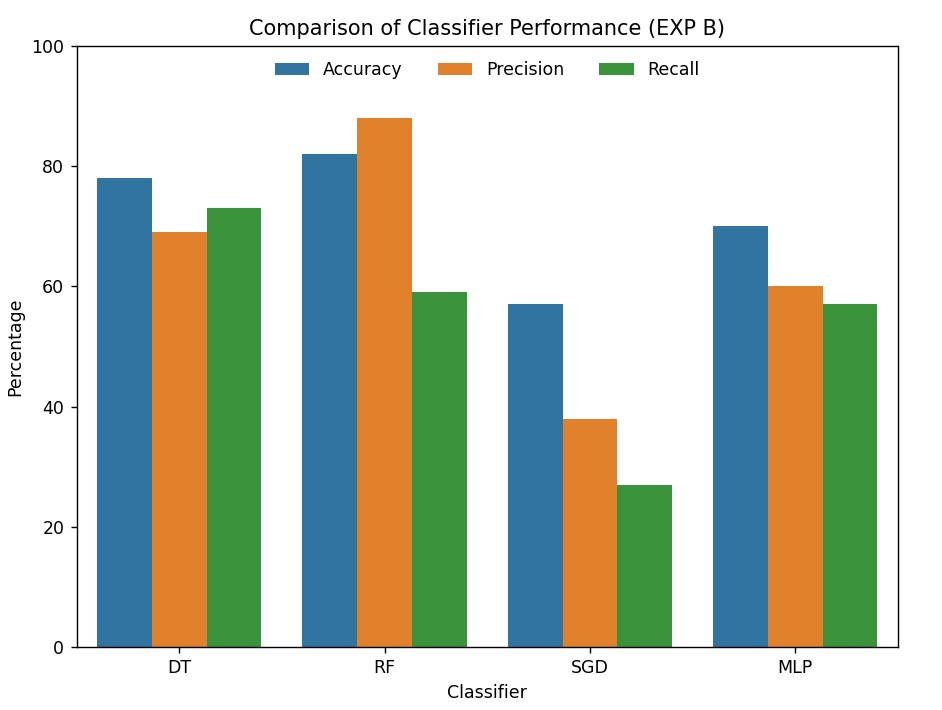 Comparison of Classifier Performance (EXP B)
Accuracy Precision Recall
100
80
60
40
20
0
Percentage
DT RF SGD MLP
Classifier